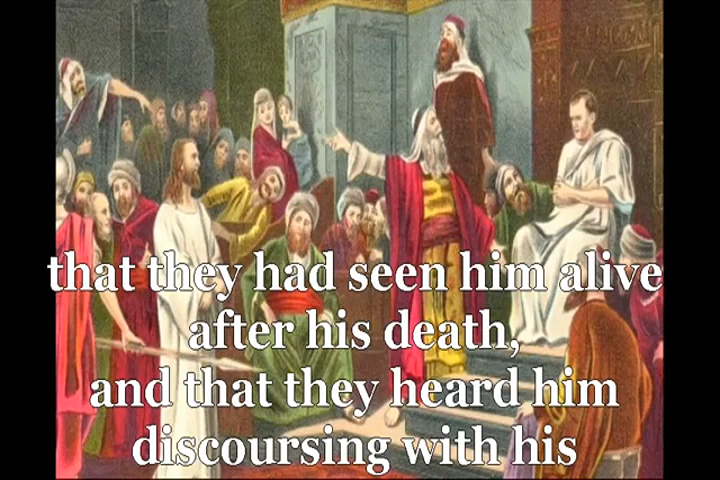 that they had seen him alive
after his death,
and that they heard him
discoursing with his